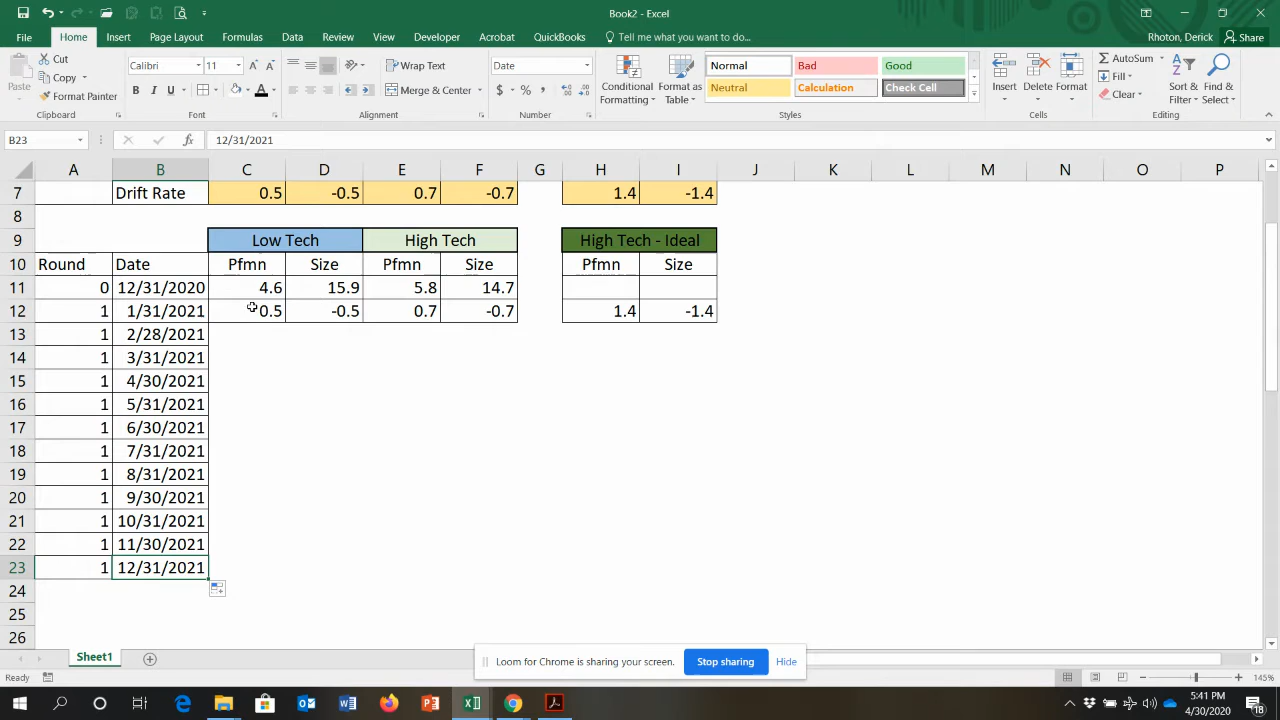 Book2 - Excel
File Home Insert Page Layout Formulas Data Review View Developer Acrobat QuickBooks Tell me what you want to do... Rhoton, Derick Share
Paste Cut Copy Format Painter Clipboard
Calibri 11 B I U A Font
Wrap Text Merge & Center Alignment
Date $ % , Number
Conditional Formatting Format as Table
Normal Bad Good
Neutral Calculation Check Cell
Styles
Insert Delete Format Cells
AutoSum Fill Clear Sort & Filter Find & Select Editing
B23 fx 12/31/2021
A B C D E F G H I J K L M N O P
7 Drift Rate 0.5 -0.5 0.7 -0.7 1.4 -1.4
8
9 Low Tech High Tech High Tech - Ideal
10 Round Date Pfmn Size Pfmn Size Pfmn Size
11 0 12/31/2020 4.6 15.9 5.8 14.7
12 1 1/31/2021 0.5 -0.5 0.7 -0.7 1.4 -1.4
13 1 2/28/2021
14 1 3/31/2021
15 1 4/30/2021
16 1 5/31/2021
17 1 6/30/2021
18 1 7/31/2021
19 1 8/31/2021
20 1 9/30/2021
21 1 10/31/2021
22 1 11/30/2021
23 1 12/31/2021
24
25
26
Sheet1
Loom for Chrome is sharing your screen. Stop sharing Hide
Ready 145%
5:41 PM
4/30/2020
18